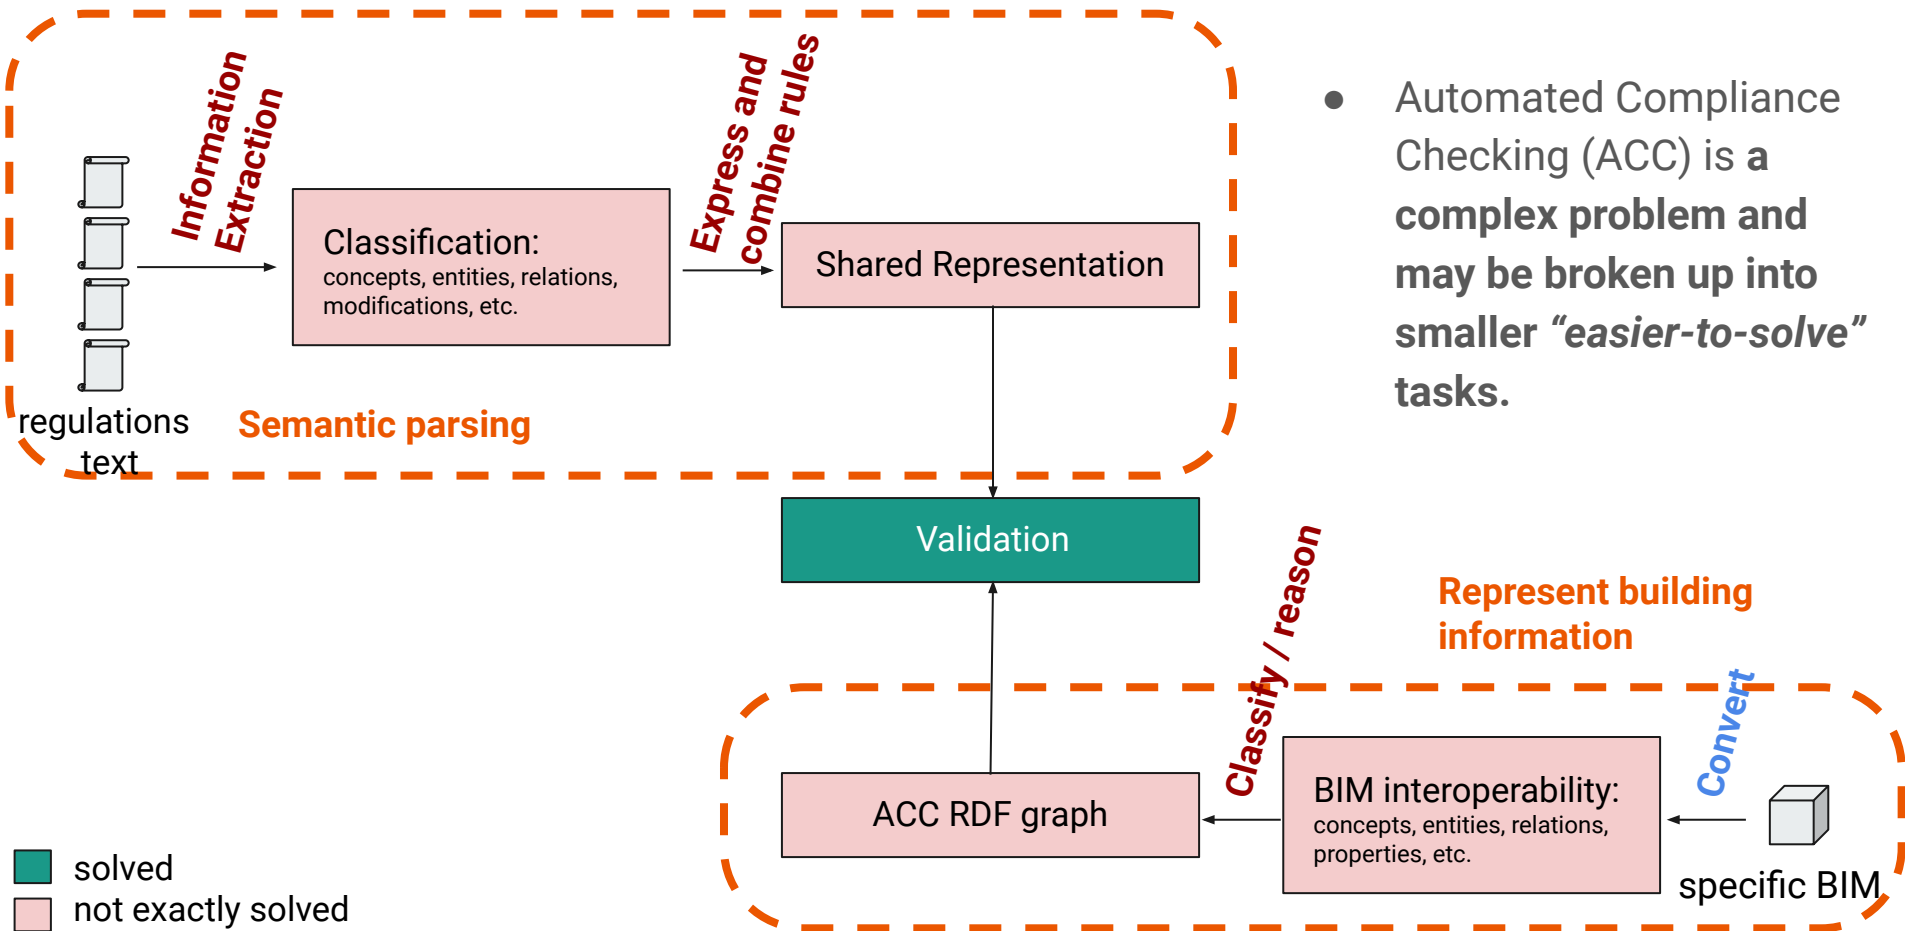 Information
Extraction
Express and
combine rules
Classification:
concepts, entities, relations,
modifications, etc.
Shared Representation
regulations
text
Semantic parsing
● Automated Compliance
Checking (ACC) is a
complex problem and
may be broken up into
smaller “easier-to-solve”
tasks.
Validation
Represent building
information
Classify / reason
Convert
ACC RDF graph
BIM interoperability:
concepts, entities, relations,
properties, etc.
specific BIM
solved
not exactly solved